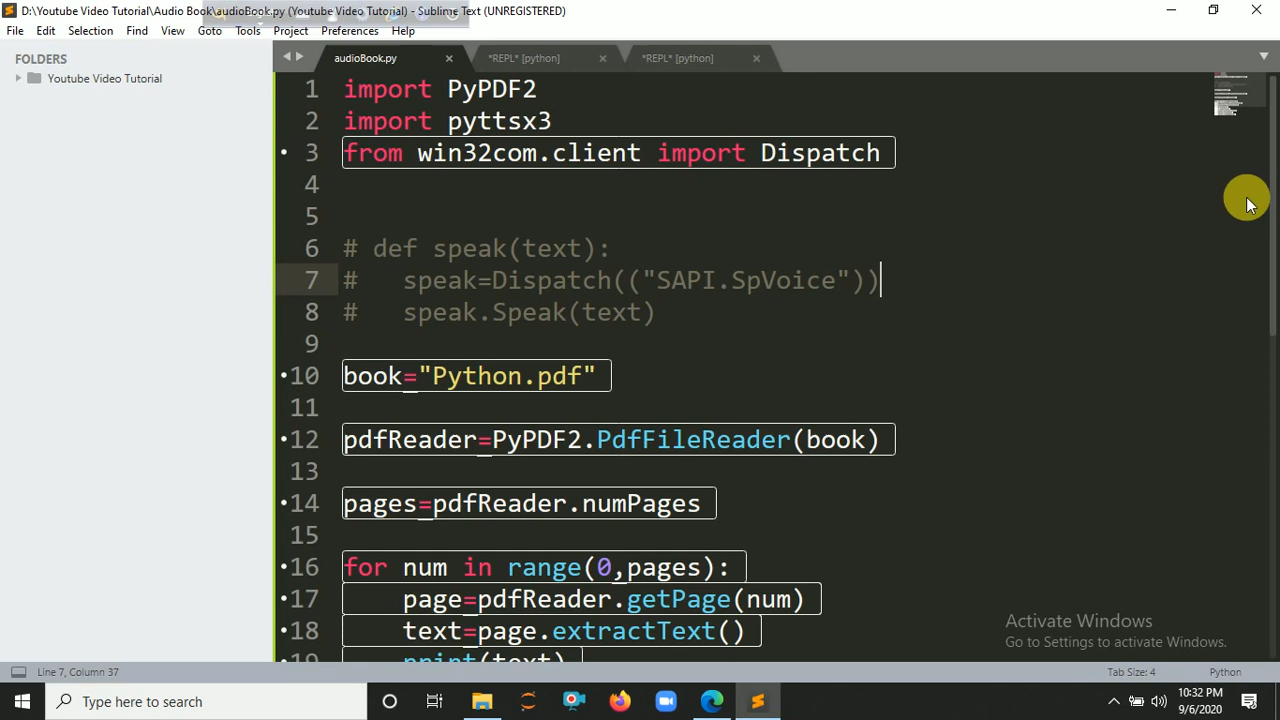 D:\Youtube Video Tutorial\Audio Book\audioBook.py (Youtube Video Tutorial) - Sublime Text (UNREGISTERED)
File Edit Selection Find View Goto Tools Project Preferences Help
FOLDERS
Youtube Video Tutorial
audioBook.py × *REPL* [python] × *REPL* [python] ×
1 import PyPDF2
2 import pyttsx3
3 from win32com.client import Dispatch
4
5
6 # def speak(text):
7 #   speak=Dispatch(("SAPI.SpVoice"))
8 #   speak.Speak(text)
9
10 book="Python.pdf"
11
12 pdfReader=PyPDF2.PdfFileReader(book)
13
14 pages=pdfReader.numPages
15
16 for num in range(0,pages):
17     page=pdfReader.getPage(num)
18     text=page.extractText()
19     print(text)
Activate Windows
Go to Settings to activate Windows.
Line 7, Column 37
Tab Size: 4
Python
Type here to search
10:32 PM
9/6/2020